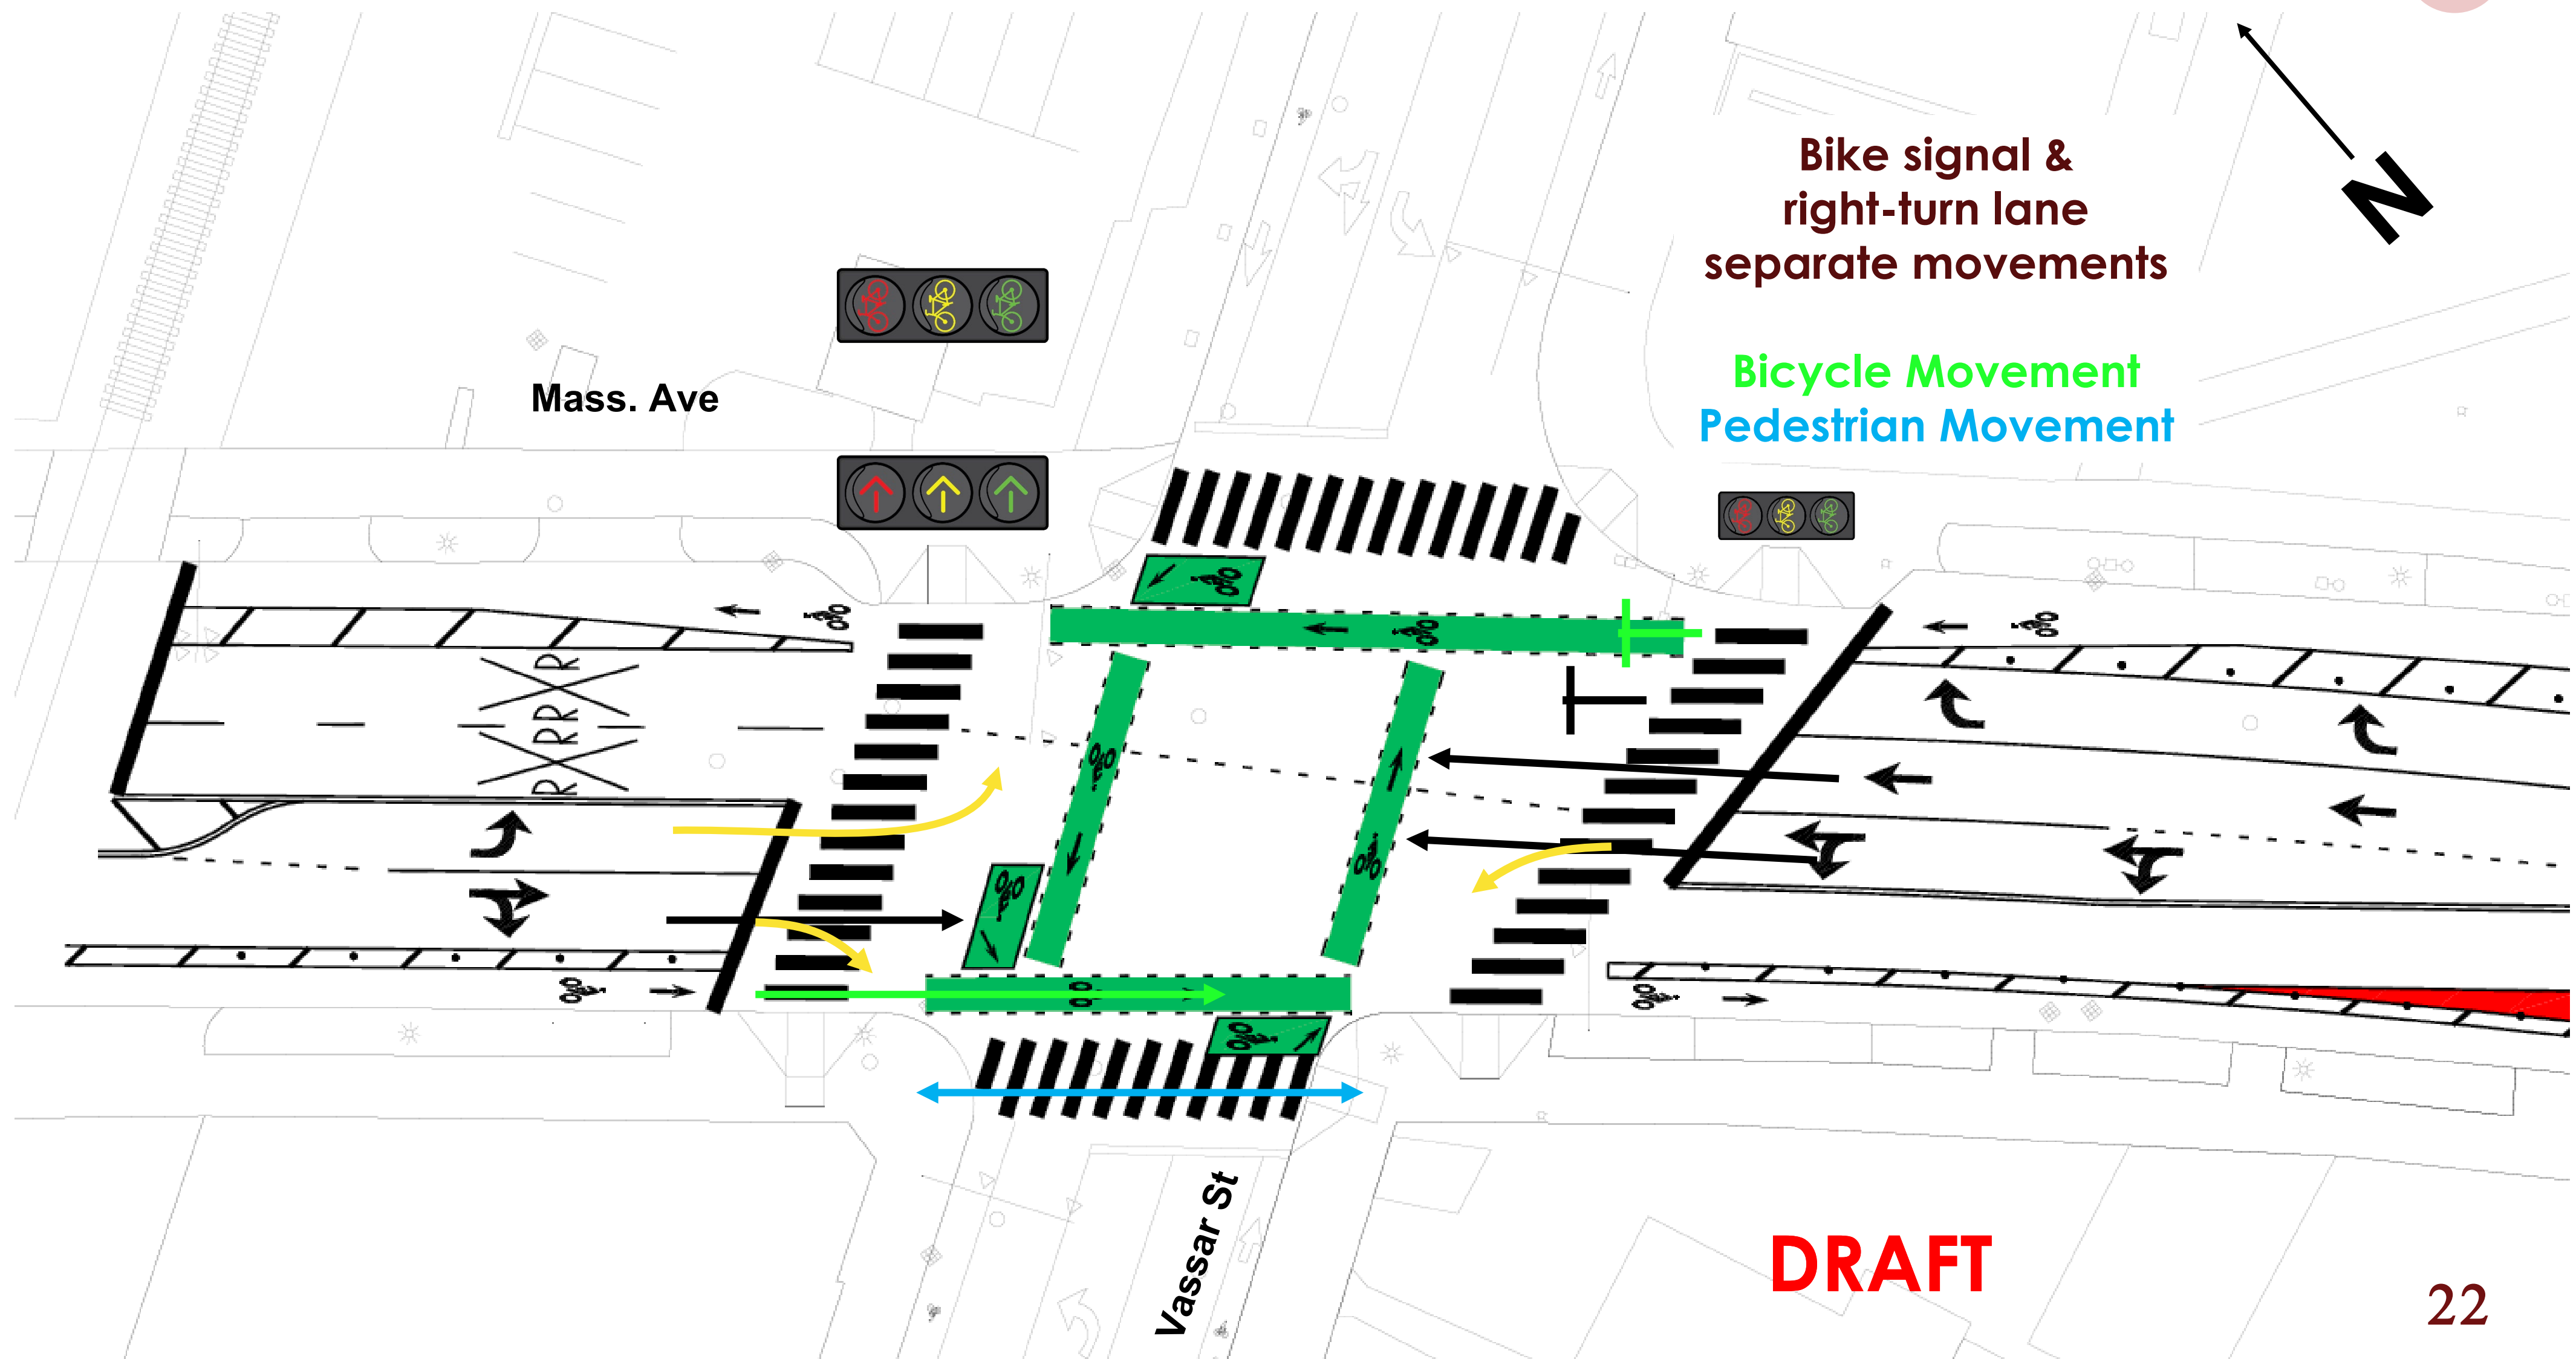 Bike signal &
right-turn lane
separate movements
N
Bicycle Movement
Pedestrian Movement
Mass. Ave
R R
R R
Vassar St
DRAFT
22